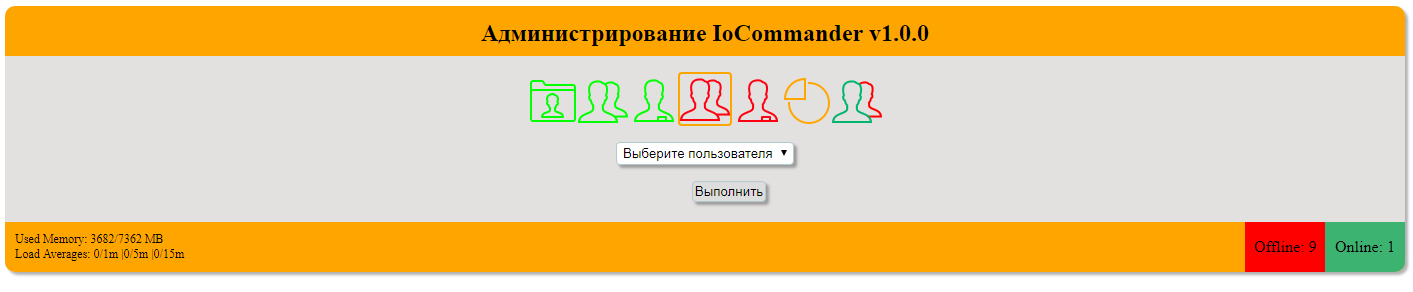 Администрирование IoCommander v1.0.0
Выберите пользователя
Выполнить
Used Memory: 3682/7362 MB
Load Averages: 0/1m |0/5m |0/15m
Offline: 9
Online: 1